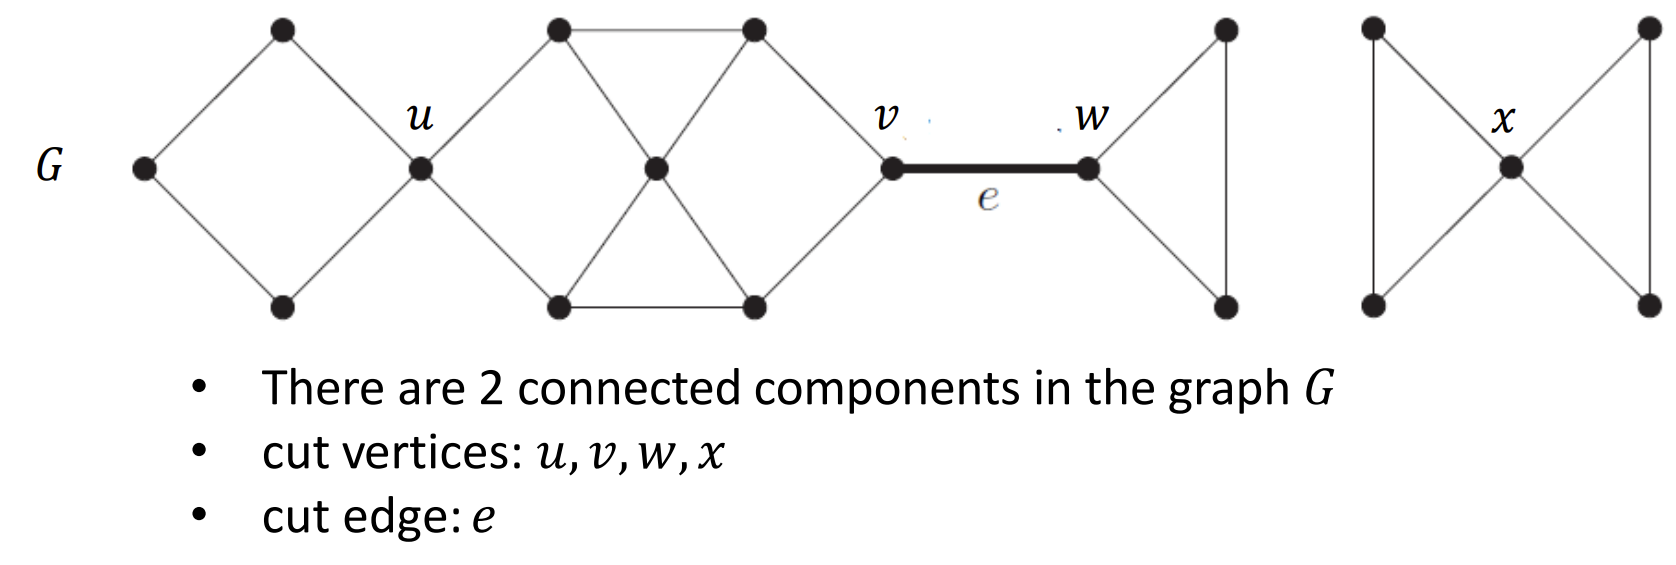 u
v
w
x
G
e
• There are 2 connected components in the graph G
• cut vertices: u, v, w, x
• cut edge: e